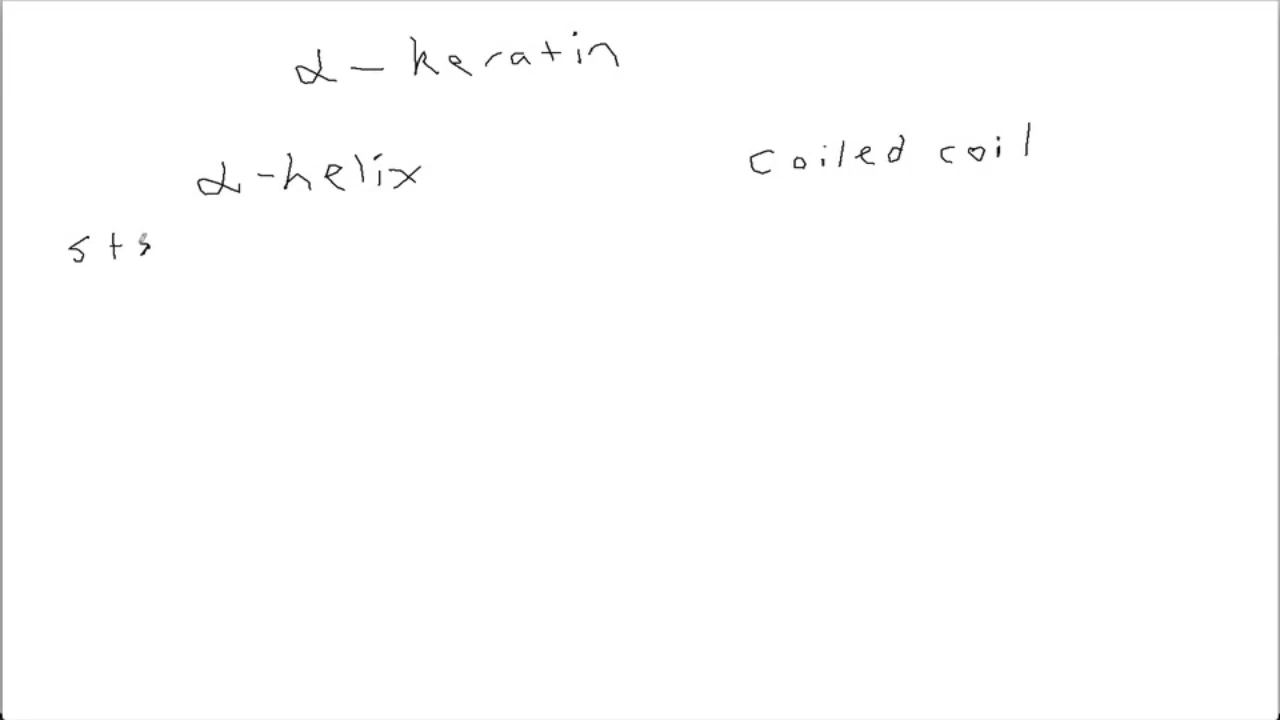 α-keratin
α-helix
coiled coil